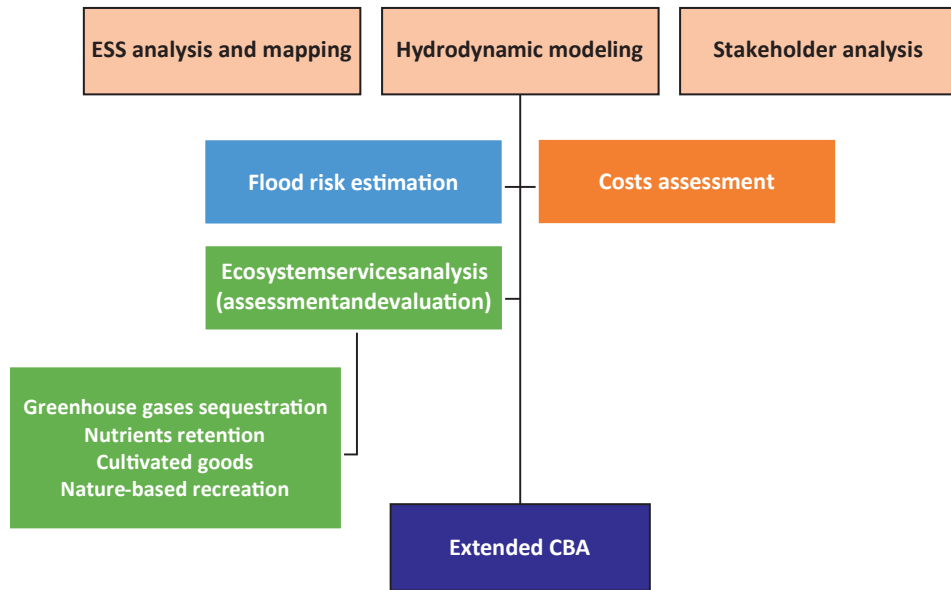 ESS analysis and mapping
Hydrodynamic modeling
Stakeholder analysis
Flood risk estimation
Costs assessment
Ecosystemservicesanalysis
(assessmentandevaluation)
Greenhouse gases sequestration
Nutrients retention
Cultivated goods
Nature-based recreation
Extended CBA